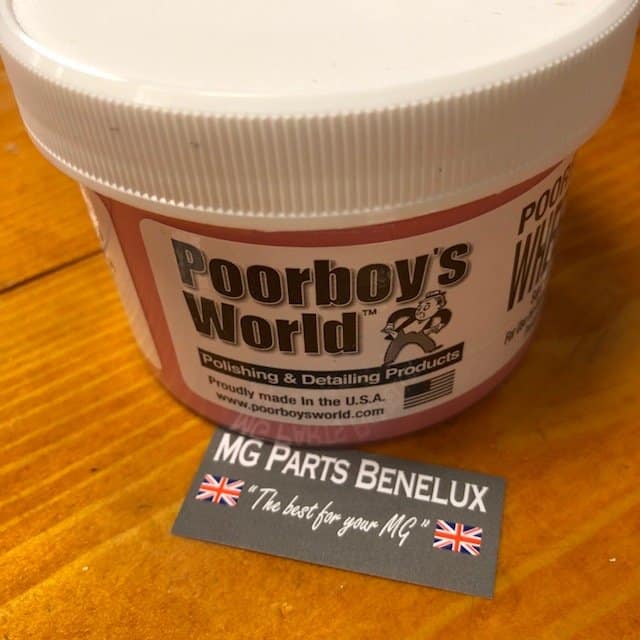 Poorboy's
World™
Polishing & Detailing Products
Proudly made in the U.S.A.
www.poorboysworld.com
MG PARTS BENELUX
"The best for your MG"